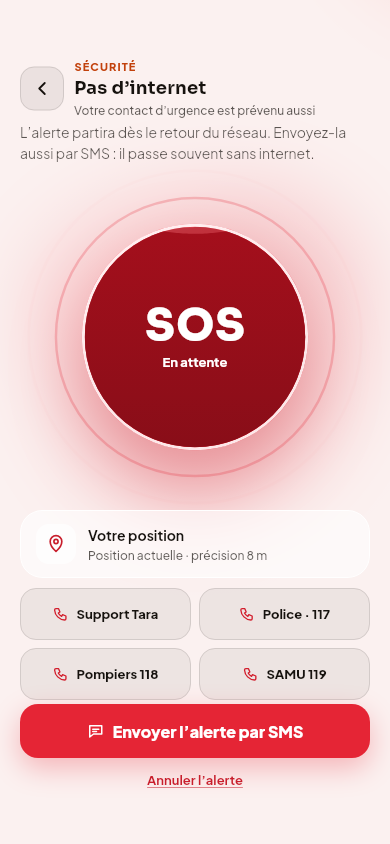 SÉCURITÉ
Pas d’internet
Votre contact d’urgence est prévenu aussi
L’alerte partira dès le retour du réseau. Envoyez-la
aussi par SMS : il passe souvent sans internet.
SOS
En attente
Votre position
Position actuelle · précision 8 m
Support Tara
Police · 117
Pompiers 118
SAMU 119
Envoyer l’alerte par SMS
Annuler l’alerte